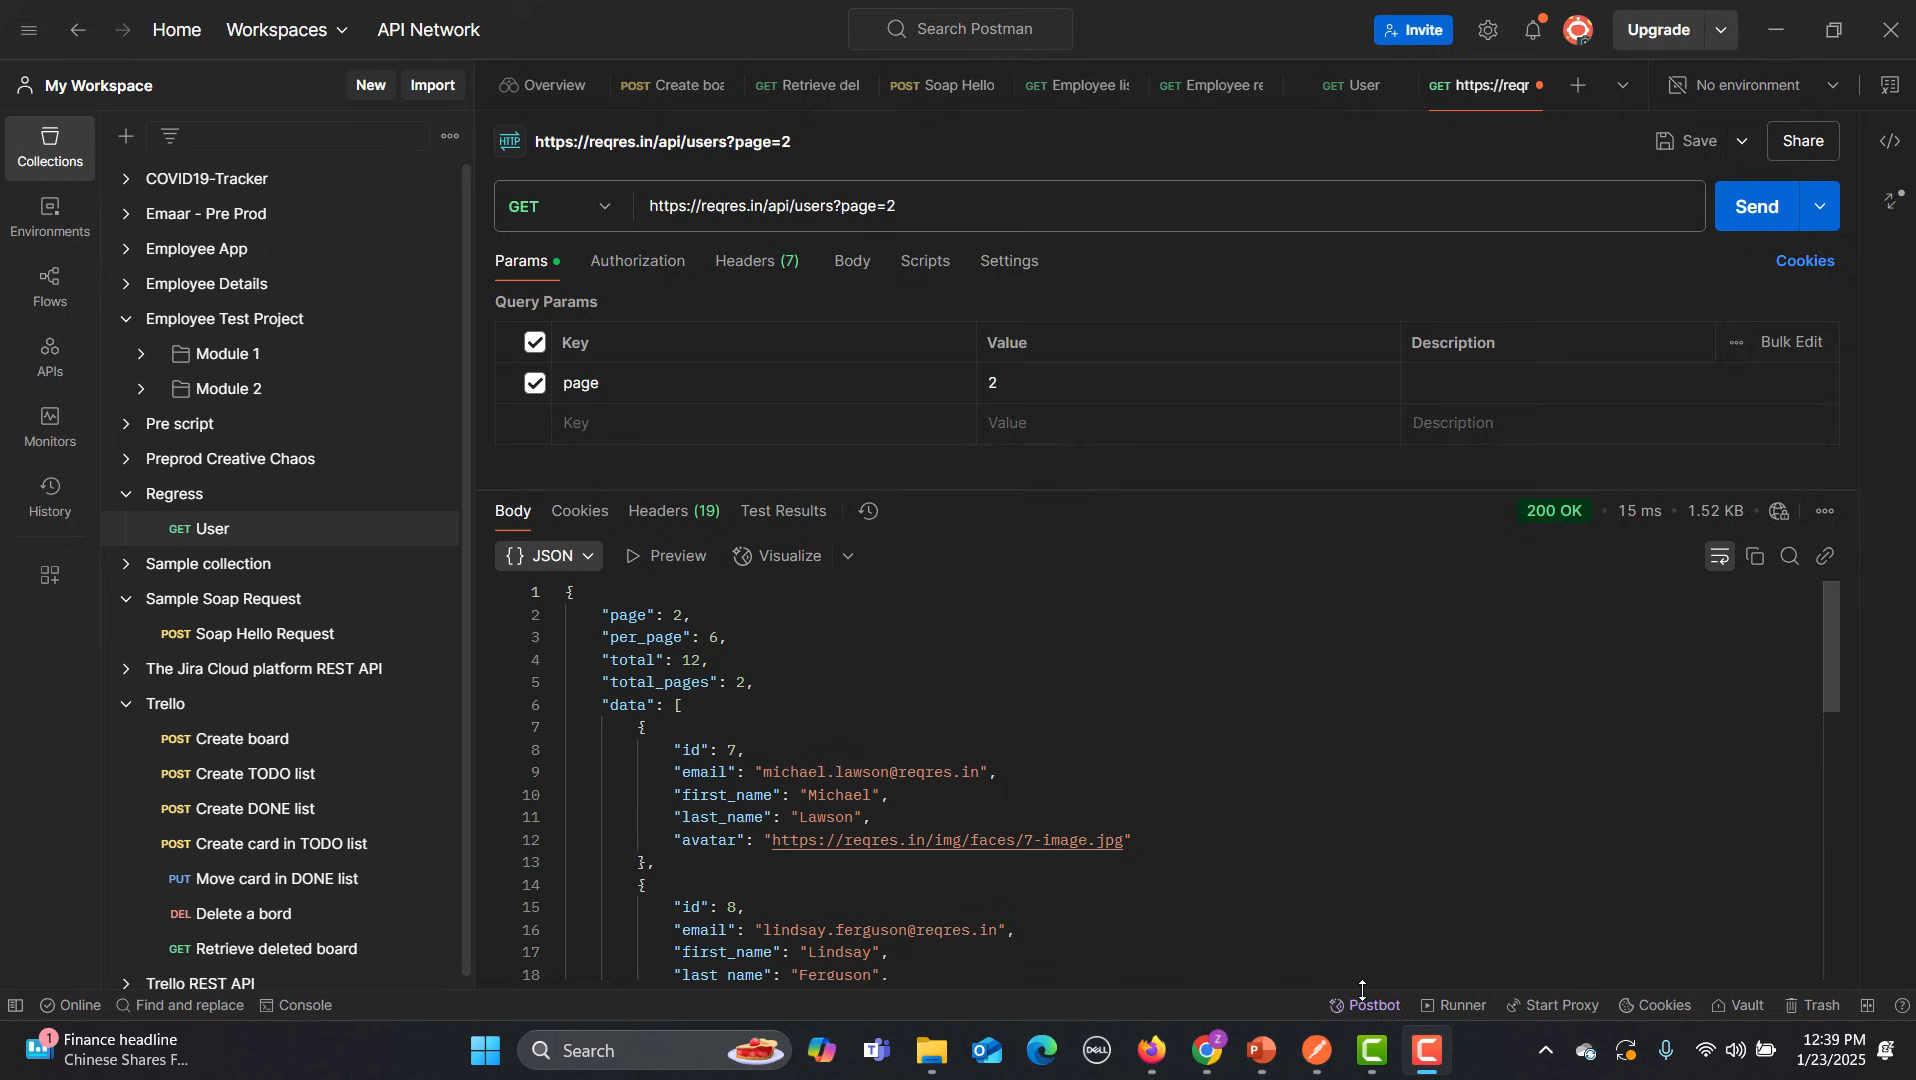 Home
Workspaces
API Network
Search Postman
Invite
Upgrade
My Workspace
New
Import
Overview
POST Create boa
GET Retrieve del
POST Soap Hello
GET Employee lis
GET Employee re
GET User
GET https://reqr
No environment
Collections
Environments
Flows
APIs
Monitors
History
COVID19-Tracker
Emaar - Pre Prod
Employee App
Employee Details
Employee Test Project
Module 1
Module 2
Pre script
Preprod Creative Chaos
Regress
GET User
Sample collection
Sample Soap Request
POST Soap Hello Request
The Jira Cloud platform REST API
Trello
POST Create board
POST Create TODO list
POST Create DONE list
POST Create card in TODO list
PUT Move card in DONE list
DEL Delete a bord
GET Retrieve deleted board
Trello REST API
HTTP
https://reqres.in/api/users?page=2
Save
Share
GET
https://reqres.in/api/users?page=2
Send
Params
Authorization
Headers (7)
Body
Scripts
Settings
Cookies
Query Params
Key
Value
Description
Bulk Edit
page
2
Key
Value
Description
Body
Cookies
Headers (19)
Test Results
200 OK
15 ms
1.52 KB
{} JSON
Preview
Visualize
1 {
2 "page": 2,
3 "per_page": 6,
4 "total": 12,
5 "total_pages": 2,
6 "data": [
7 {
8 "id": 7,
9 "email": "michael.lawson@reqres.in",
10 "first_name": "Michael",
11 "last_name": "Lawson",
12 "avatar": "https://reqres.in/img/faces/7-image.jpg"
13 },
14 {
15 "id": 8,
16 "email": "lindsay.ferguson@reqres.in",
17 "first_name": "Lindsay",
18 "last_name": "Ferguson",
Online
Find and replace
Console
Postbot
Runner
Start Proxy
Cookies
Vault
Trash
1
Finance headline
Chinese Shares F...
Search
DELL
Z
12:39 PM
1/23/2025